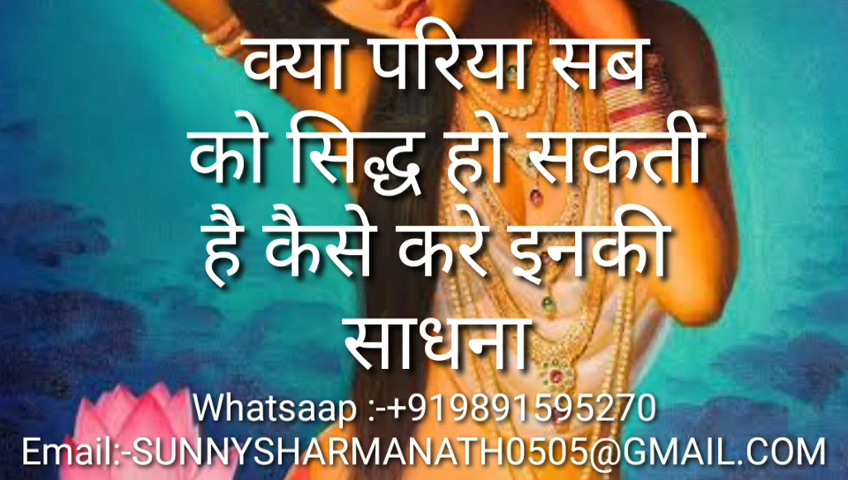 क्या परिया सब
को सिद्ध हो सकती
है कैसे करे इनकी
साधना
Whatsaap :-+919891595270
Email:-SUNNYSHARMANATH0505@GMAIL.COM